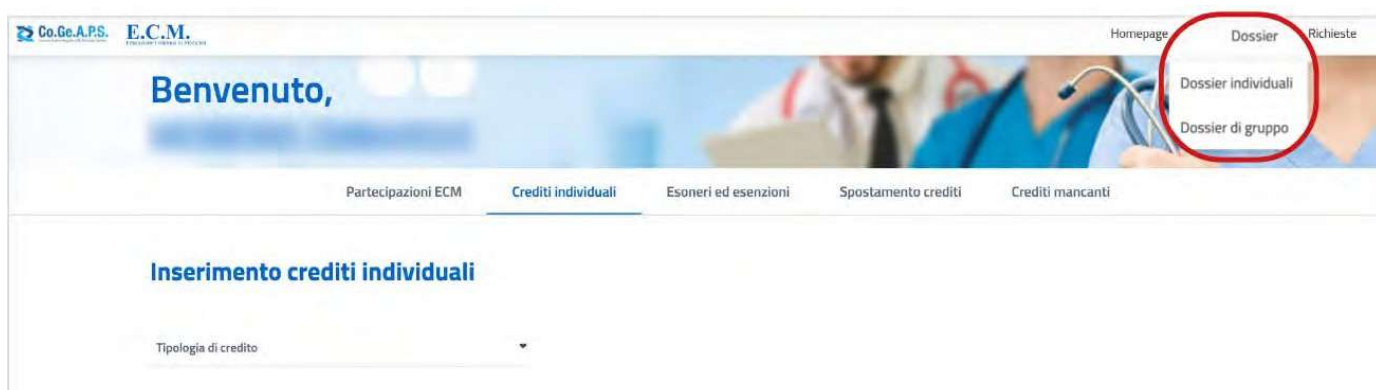 Co.Ge.A.P.S. E.C.M.
Homepage Dossier Richieste
Dossier individuali
Dossier di gruppo
Benvenuto,
Partecipazioni ECM Crediti individuali Esoneri ed esenzioni Spostamento crediti Crediti mancanti
Inserimento crediti individuali
Tipologia di credito